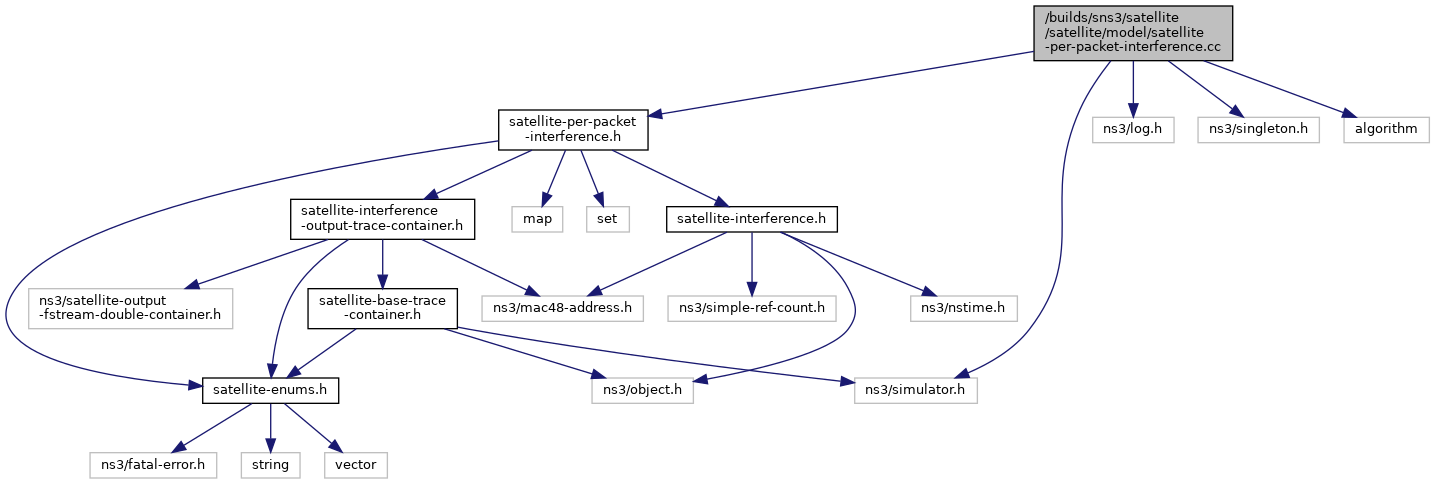 /builds/sns3/satellite
/satellite/model/satellite
-per-packet-interference.cc
satellite-per-packet
-interference.h
ns3/log.h
ns3/singleton.h
algorithm
satellite-interference
-output-trace-container.h
map
set
satellite-interference.h
ns3/satellite-output
-fstream-double-container.h
satellite-base-trace
-container.h
ns3/mac48-address.h
ns3/simple-ref-count.h
ns3/nstime.h
satellite-enums.h
ns3/object.h
ns3/simulator.h
ns3/fatal-error.h
string
vector